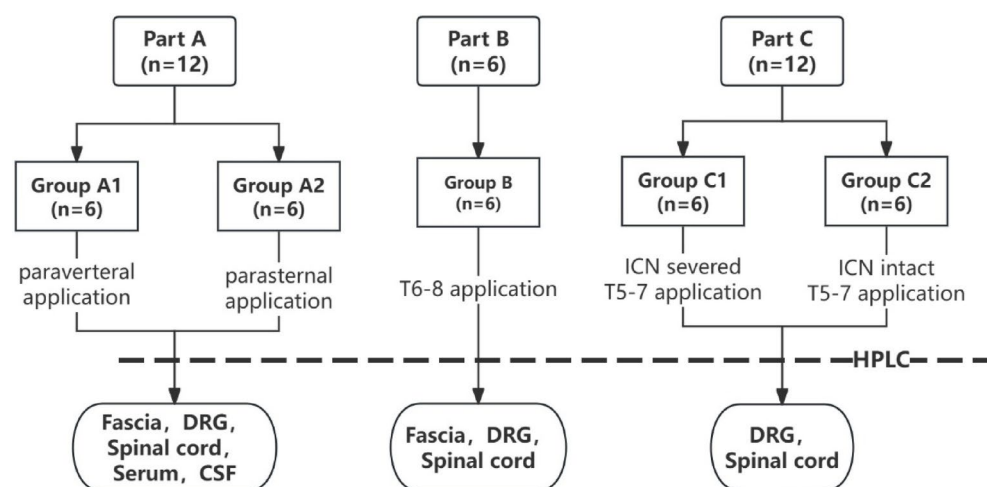 Part A
(n=12)
Part B
(n=6)
Part C
(n=12)
Group A1
(n=6)
Group A2
(n=6)
Group B
(n=6)
Group C1
(n=6)
Group C2
(n=6)
paraverteral
application
parasternal
application
T6-8 application
ICN severed
T5-7 application
ICN intact
T5-7 application
HPLC
Fascia，DRG，
Spinal cord，
Serum，CSF
Fascia，DRG，
Spinal cord
DRG，
Spinal cord